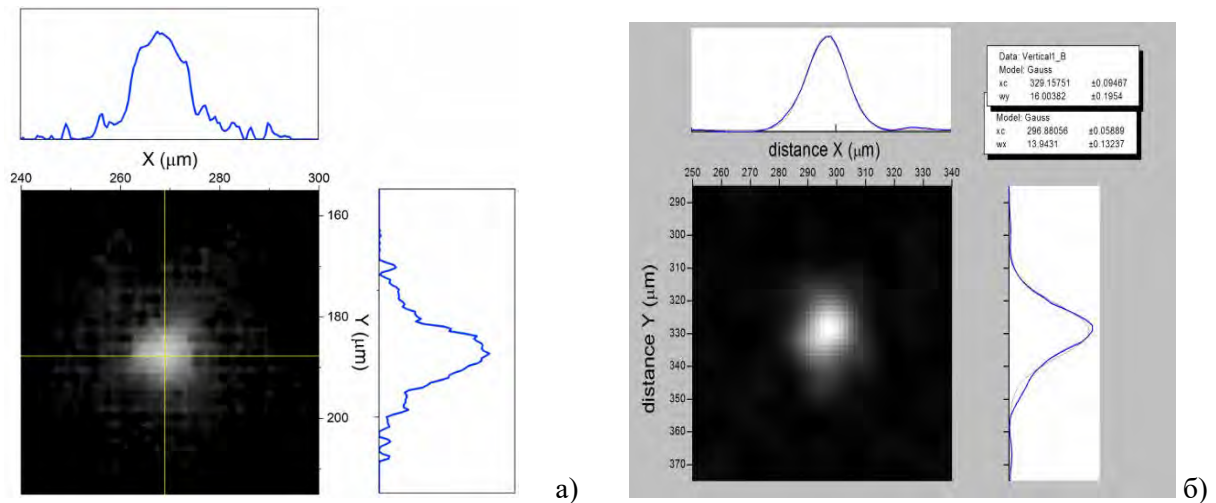 X (μm)
240 260 280 300
160
180
Y (μm)
200
а)
Data: Vertical1_B
Model: Gauss
xc 329.15751 ±0.09467
wy 16.00382 ±0.1954
Model: Gauss
xc 296.88056 ±0.05889
wx 13.9431 ±0.13237
distance X (μm)
250 260 270 280 290 300 310 320 330 340
distance Y (μm)
290
300
310
320
330
340
350
360
370
б)